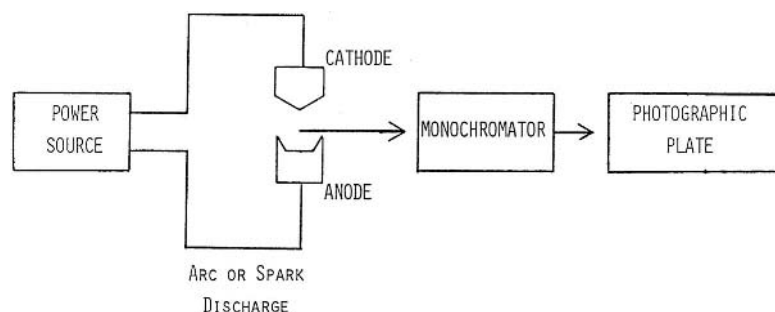 CATHODE
POWER
SOURCE
MONOCHROMATOR
PHOTOGRAPHIC
PLATE
ANODE
ARC OR SPARK
DISCHARGE